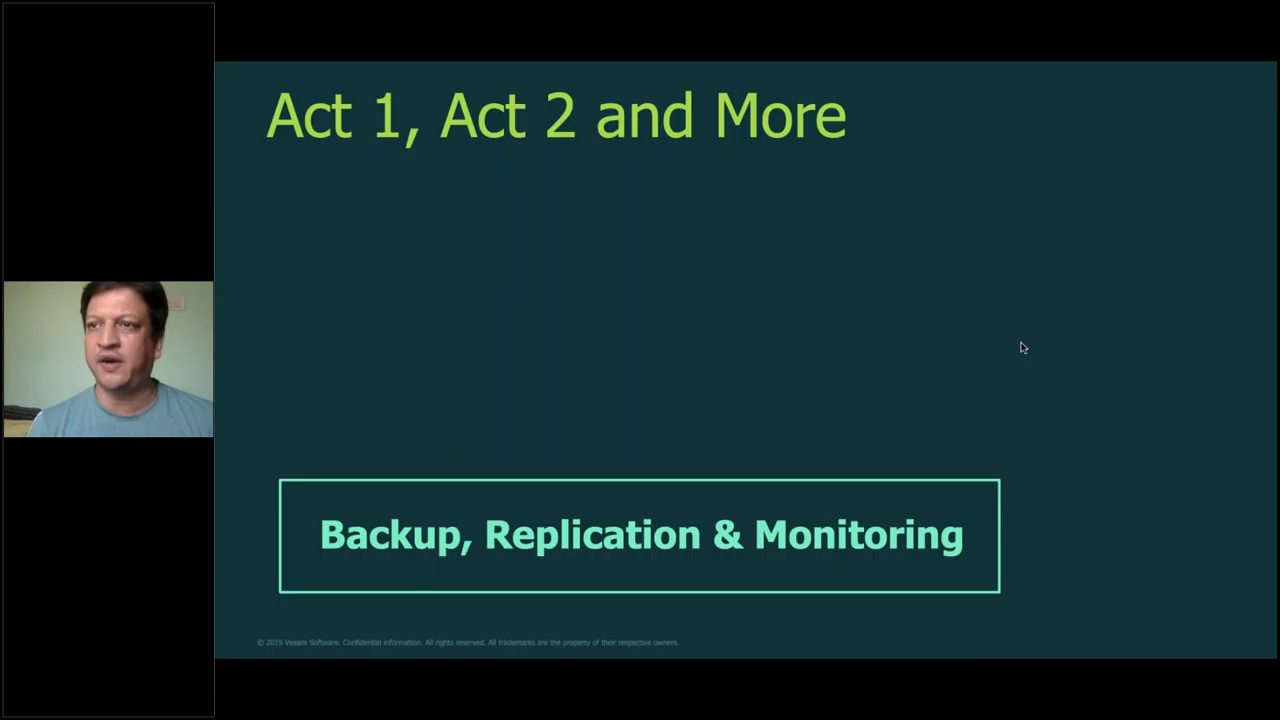 Act 1, Act 2 and More
Backup, Replication & Monitoring
© 2019 Veeam Software. Confidential information. All rights reserved. All trademarks are the property of their respective owners.